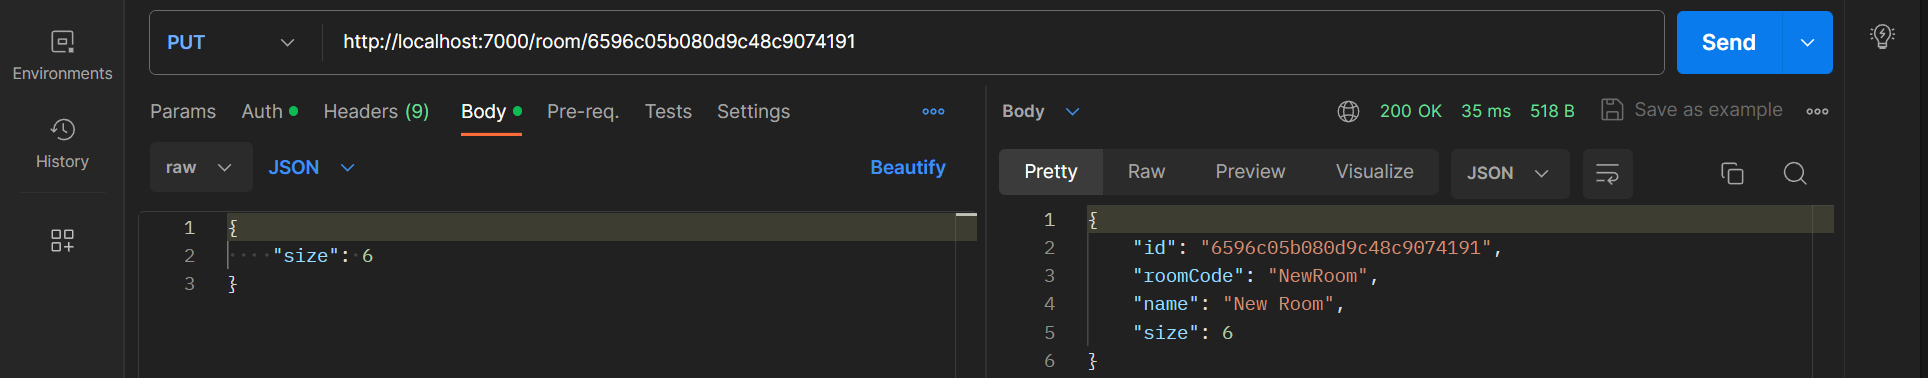 Environments
History
PUT
http://localhost:7000/room/6596c05b080d9c48c9074191
Send
Params Auth Headers (9) Body Pre-req. Tests Settings
raw JSON Beautify
1 {
2 "size": 6
3 }
Body 200 OK 35 ms 518 B Save as example
Pretty Raw Preview Visualize JSON
1 {
2 "id": "6596c05b080d9c48c9074191",
3 "roomCode": "NewRoom",
4 "name": "New Room",
5 "size": 6
6 }